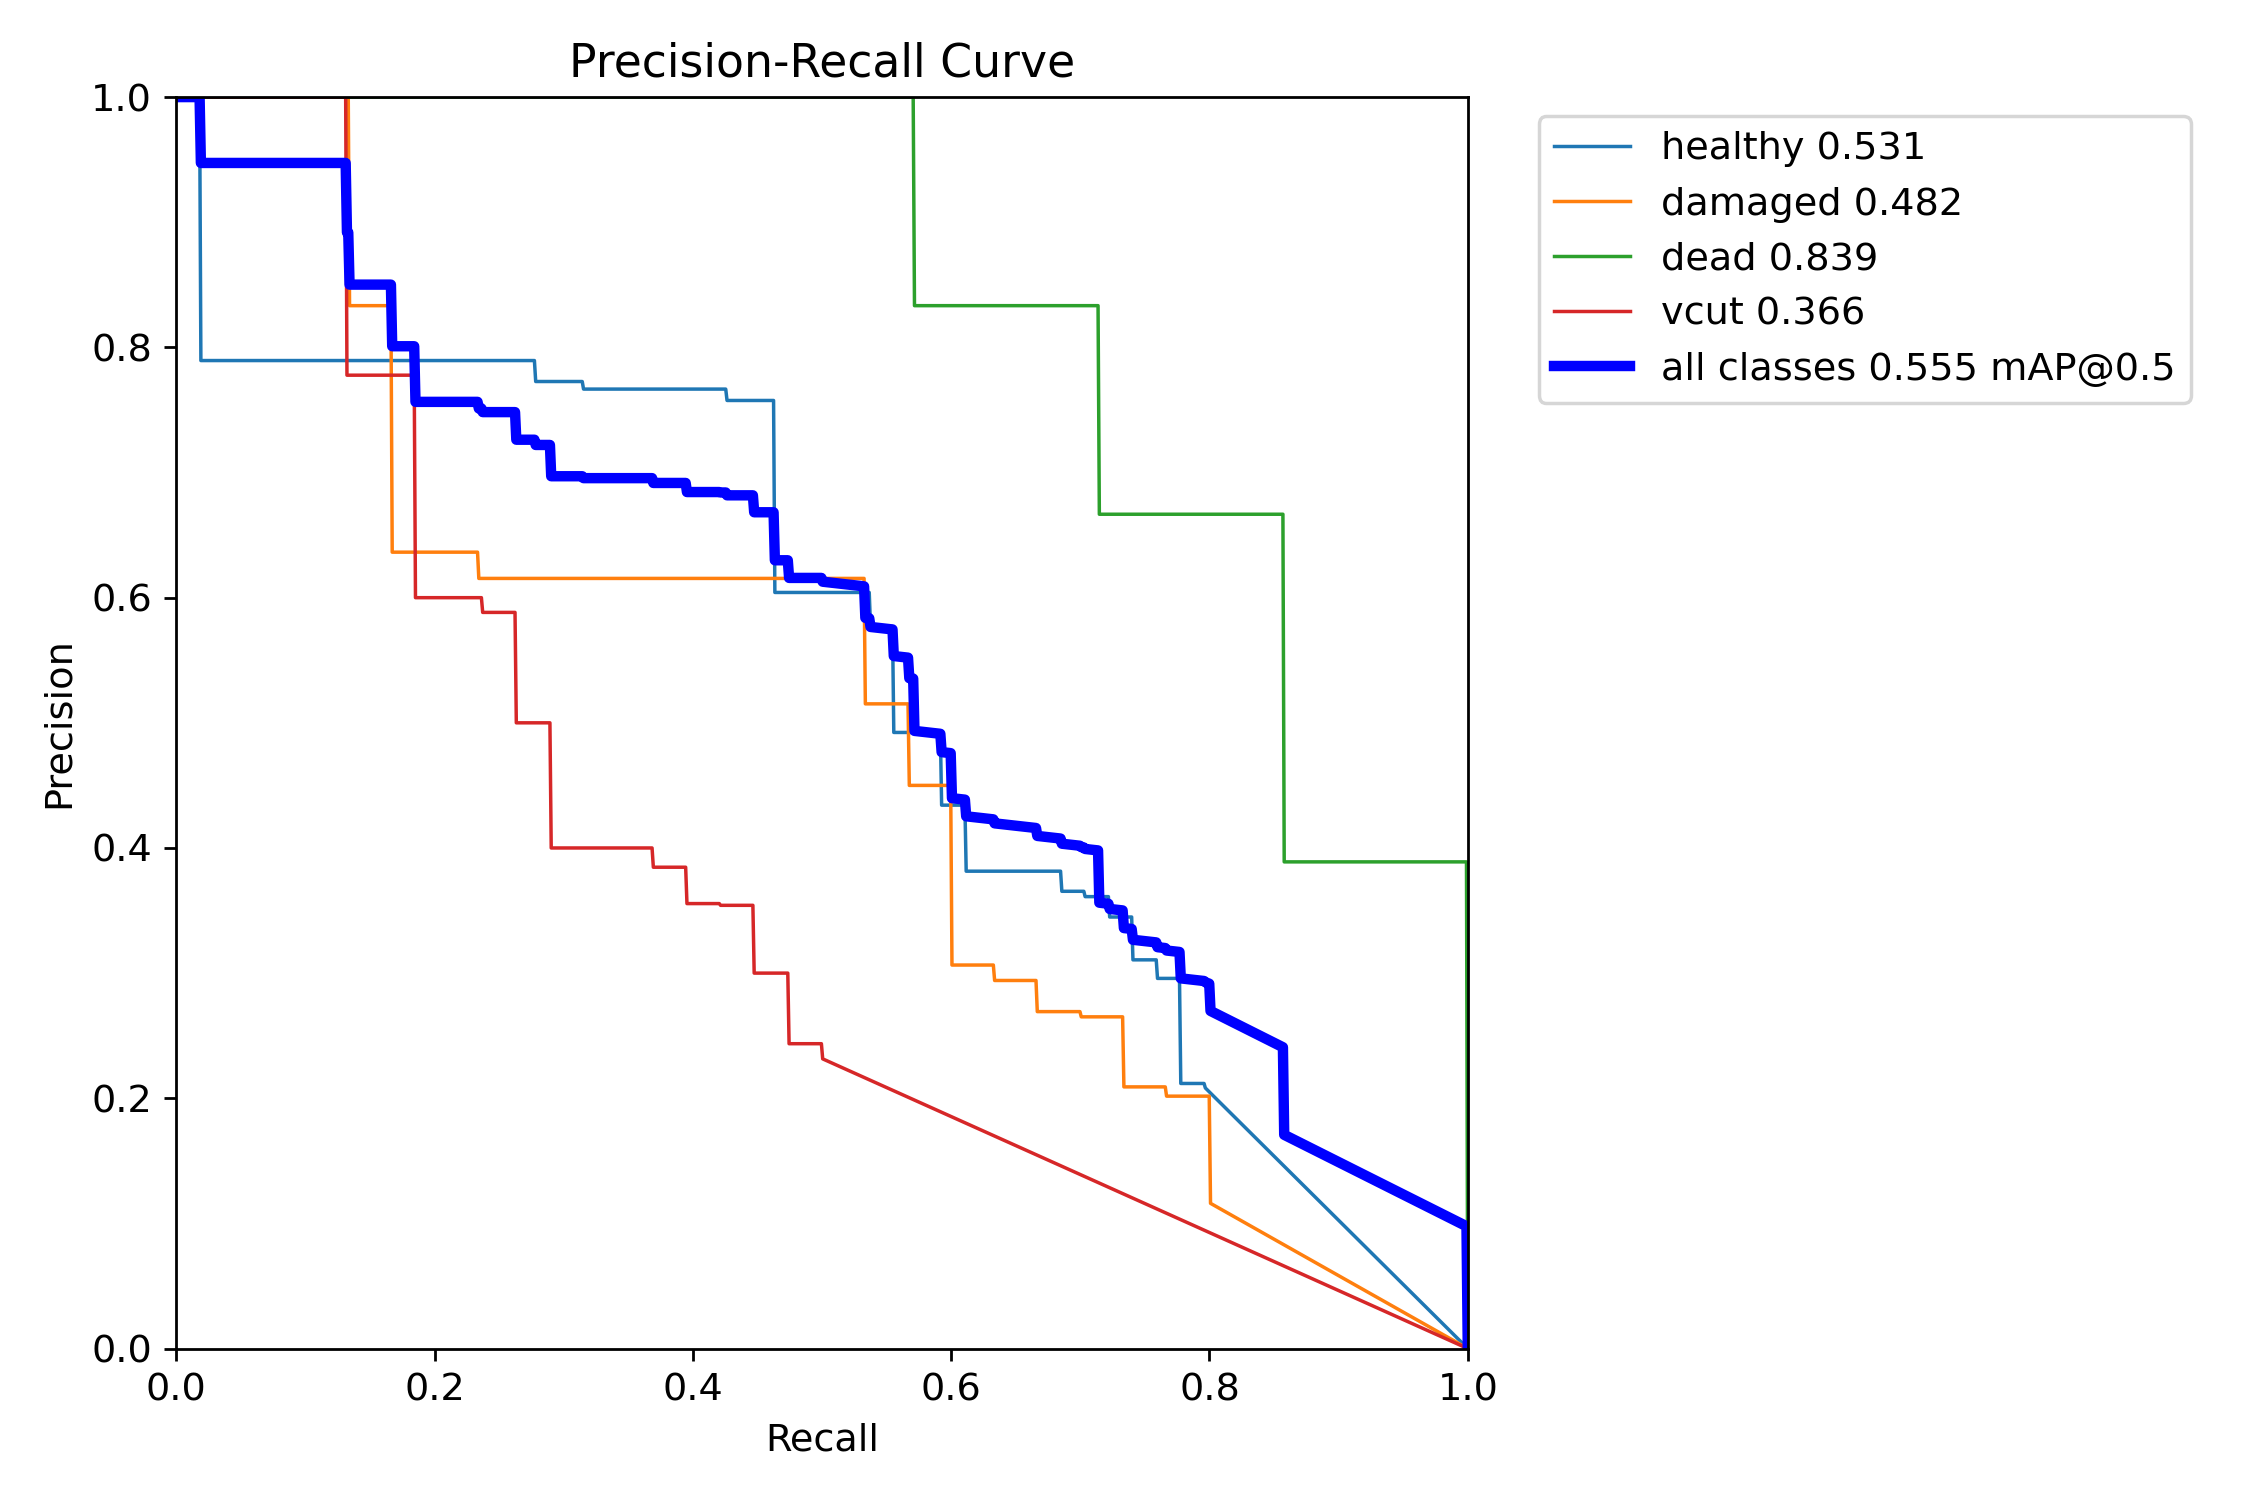 Precision-Recall Curve
1.0
0.8
0.6
0.4
0.2
0.0
Precision
0.0 0.2 0.4 0.6 0.8 1.0
Recall
healthy 0.531
damaged 0.482
dead 0.839
vcut 0.366
all classes 0.555 mAP@0.5